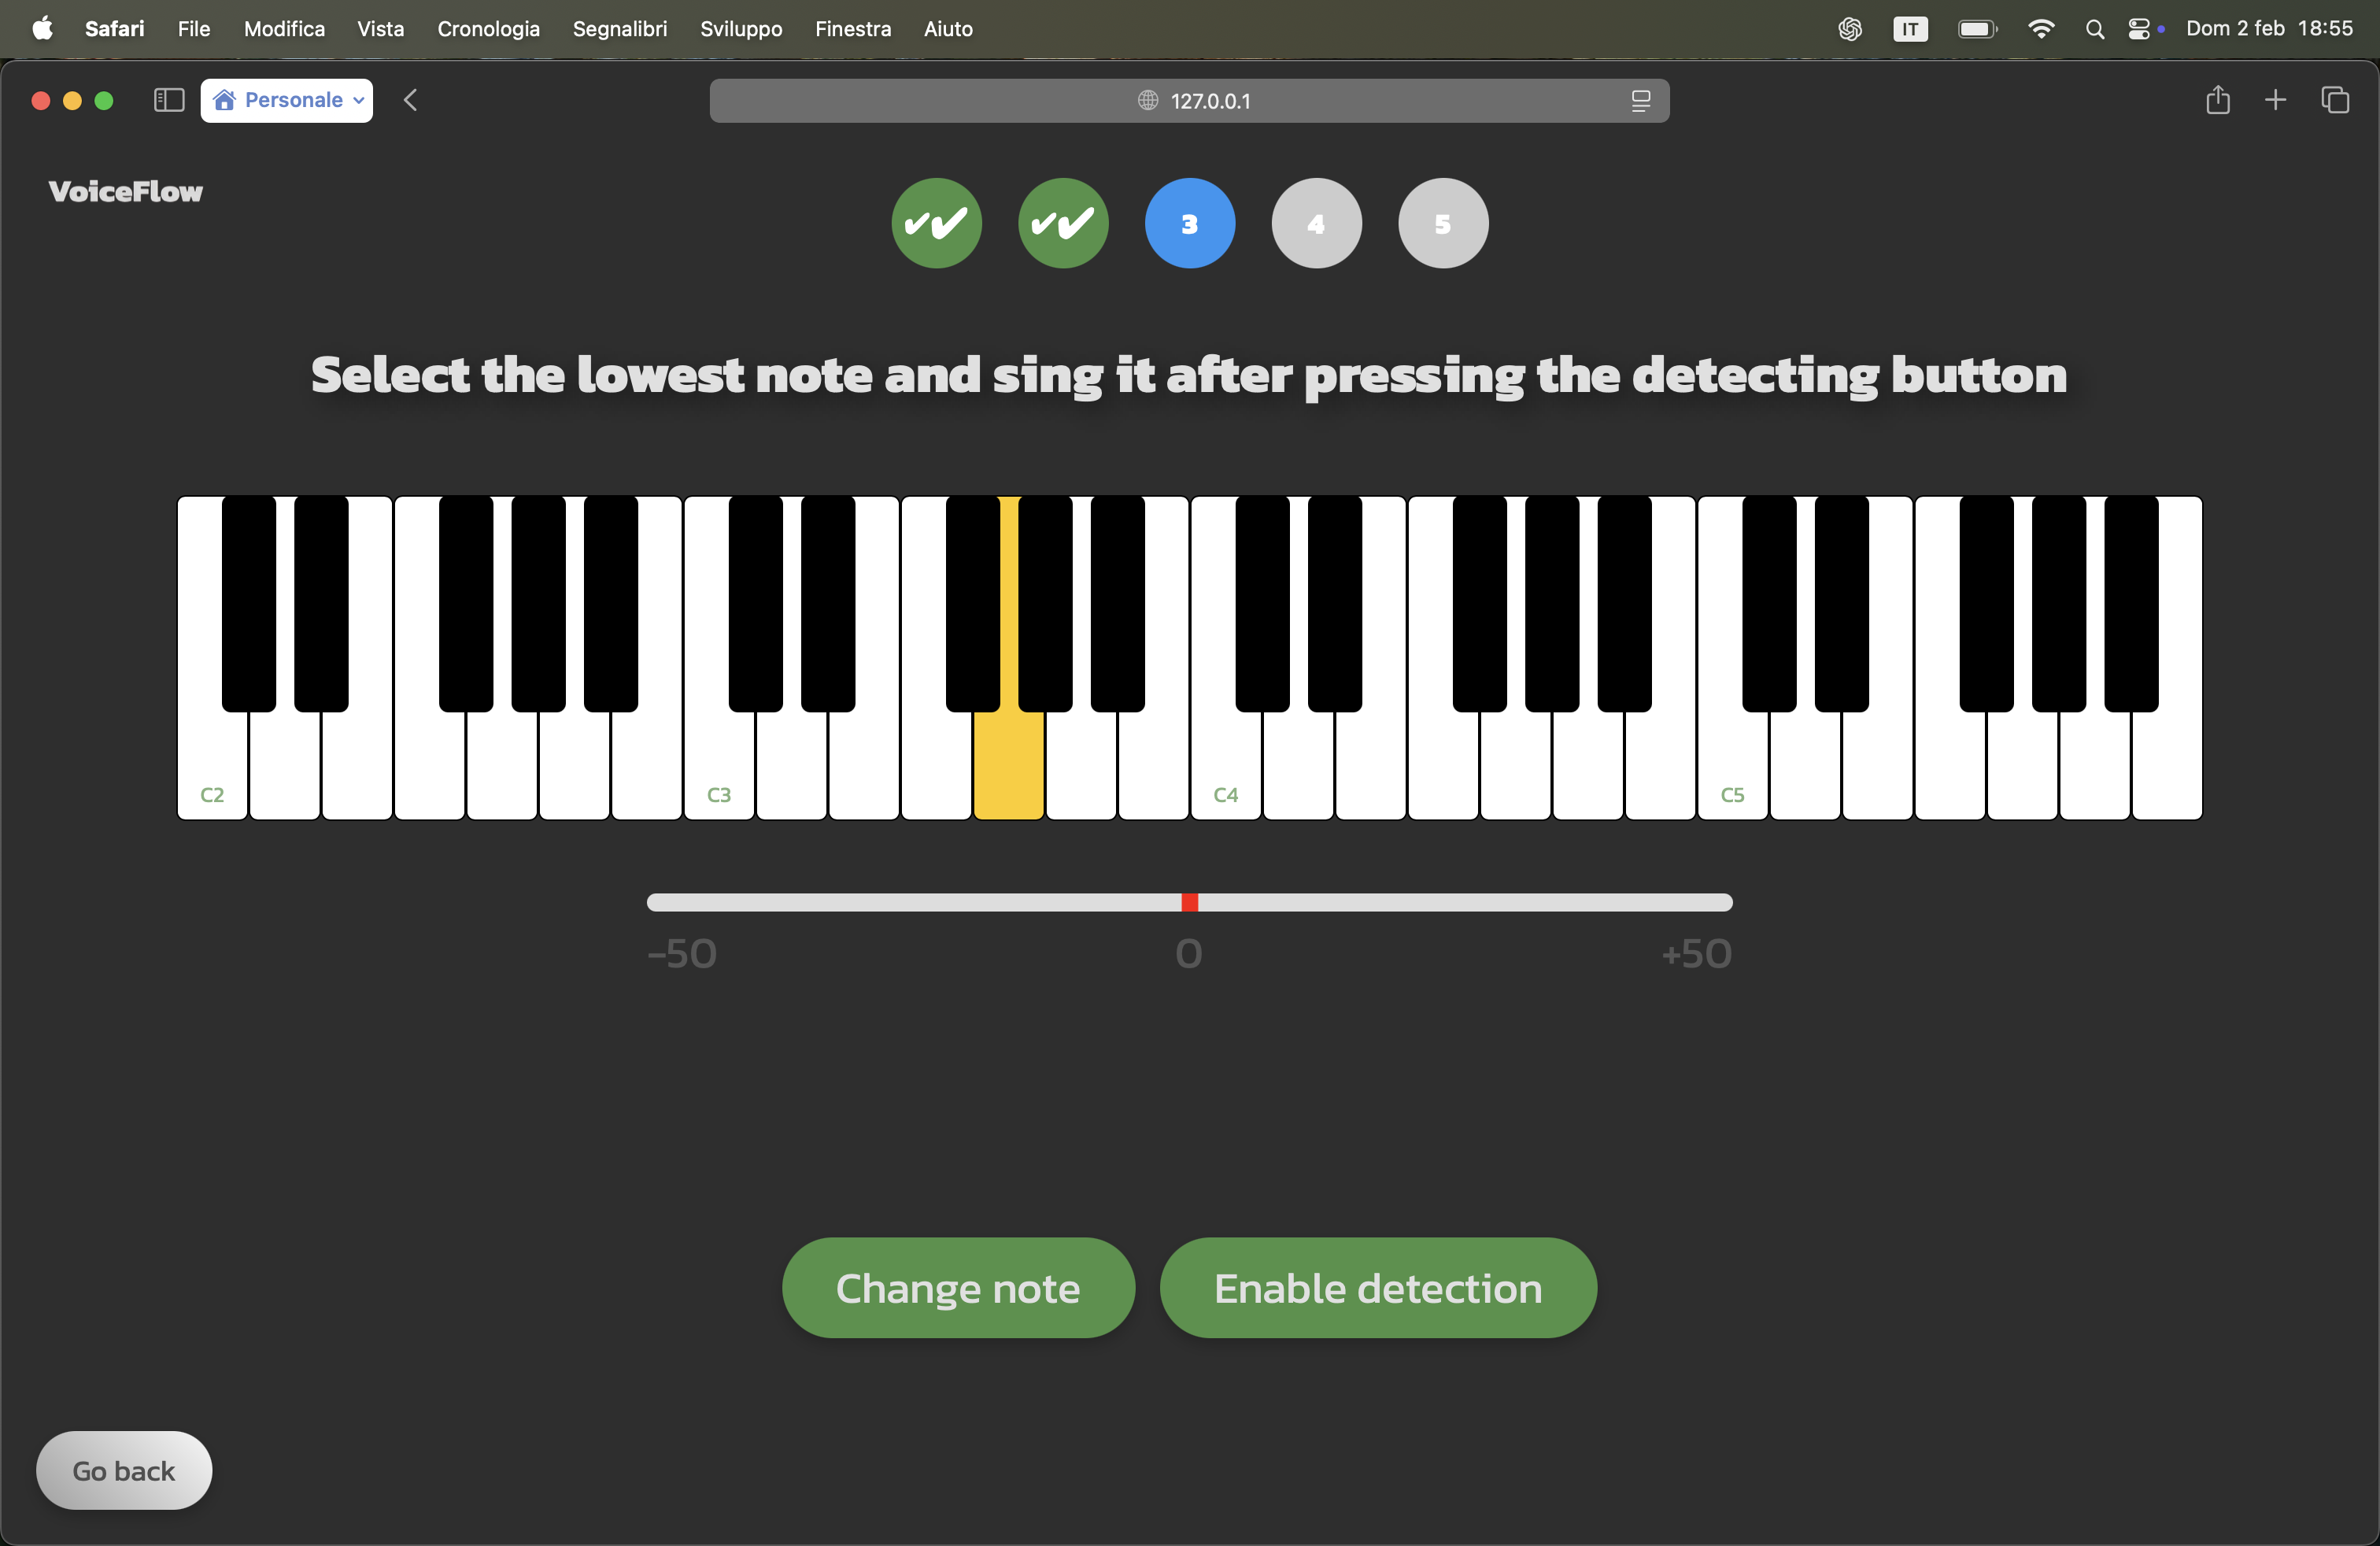 Safari File Modifica Vista Cronologia Segnalibri Sviluppo Finestra Aiuto IT Dom 2 feb 18:55
Personale 127.0.0.1
VoiceFlow
3 4 5
Select the lowest note and sing it after pressing the detecting button
C2 C3 C4 C5
-50 0 +50
Change note Enable detection
Go back